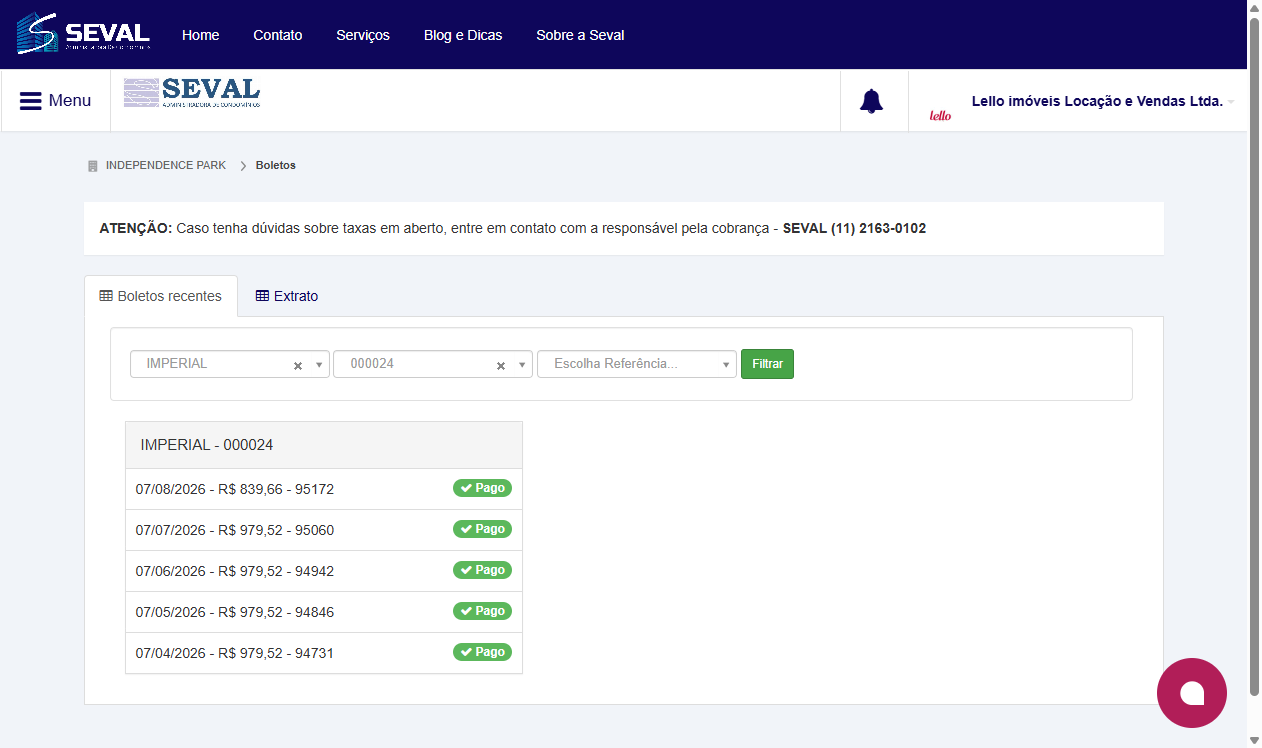 SEVAL
Home
Contato
Serviços
Blog e Dicas
Sobre a Seval
Menu
SEVAL
ADMINISTRADORA DE CONDOMÍNIOS
lello
Lello imóveis Locação e Vendas Ltda.
INDEPENDENCE PARK
Boletos
ATENÇÃO: Caso tenha dúvidas sobre taxas em aberto, entre em contato com a responsável pela cobrança - SEVAL (11) 2163-0102
Boletos recentes
Extrato
IMPERIAL
000024
Escolha Referência...
Filtrar
IMPERIAL - 000024
07/08/2026 - R$ 839,66 - 95172 Pago
07/07/2026 - R$ 979,52 - 95060 Pago
07/06/2026 - R$ 979,52 - 94942 Pago
07/05/2026 - R$ 979,52 - 94846 Pago
07/04/2026 - R$ 979,52 - 94731 Pago